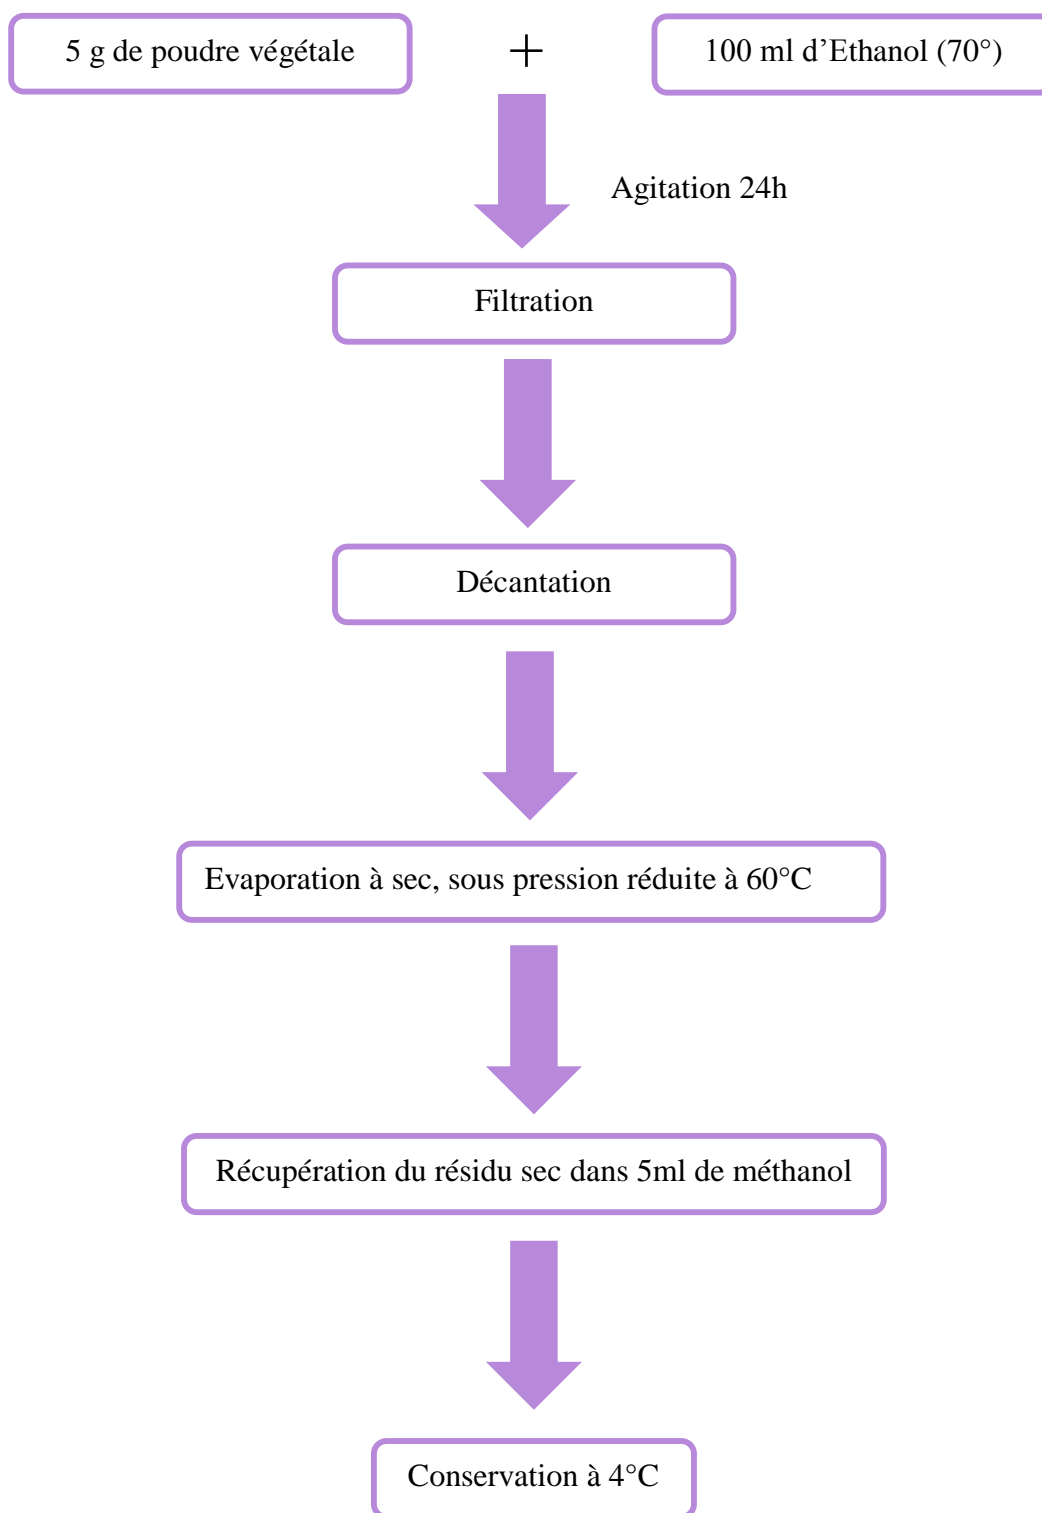 5 g de poudre végétale
+
100 ml d’Ethanol (70°)
Agitation 24h
Filtration
Décantation
Evaporation à sec, sous pression réduite à 60°C
Récupération du résidu sec dans 5ml de méthanol
Conservation à 4°C